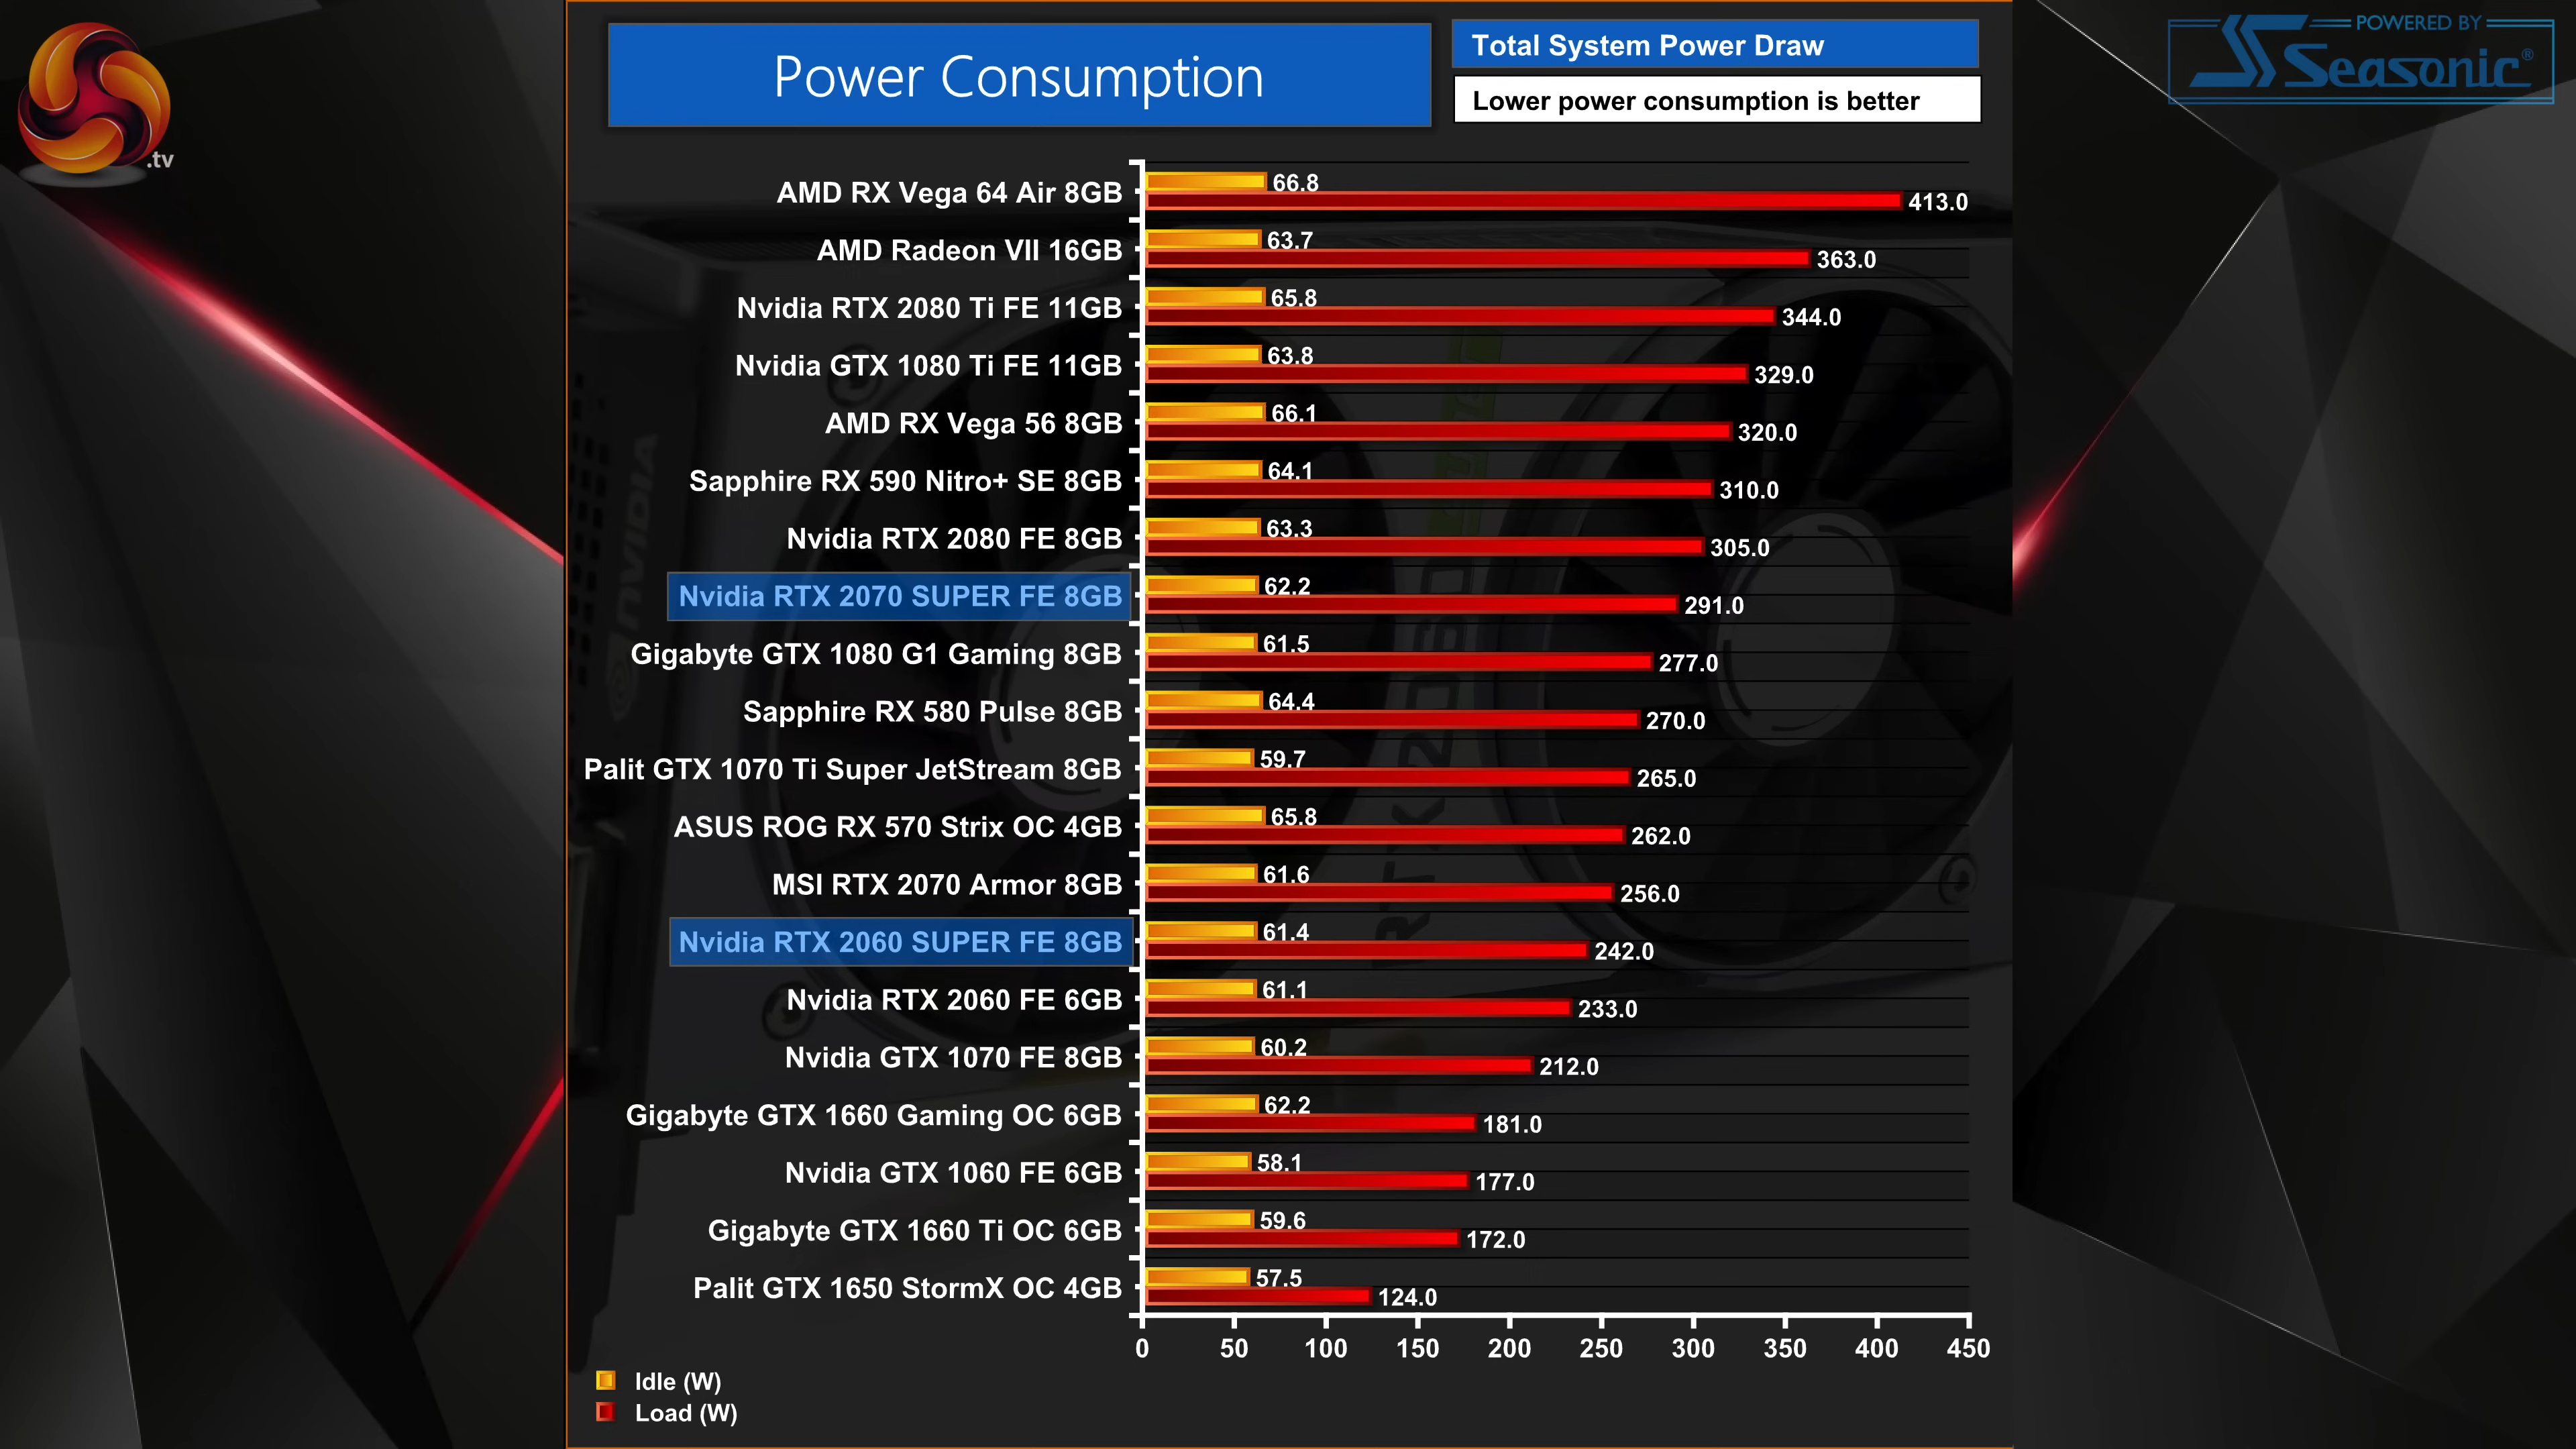 .tv
Power Consumption
Total System Power Draw
Lower power consumption is better
POWERED BY
Seasonic®
AMD RX Vega 64 Air 8GB 66.8 413.0
AMD Radeon VII 16GB 63.7 363.0
Nvidia RTX 2080 Ti FE 11GB 65.8 344.0
Nvidia GTX 1080 Ti FE 11GB 63.8 329.0
AMD RX Vega 56 8GB 66.1 320.0
Sapphire RX 590 Nitro+ SE 8GB 64.1 310.0
Nvidia RTX 2080 FE 8GB 63.3 305.0
Nvidia RTX 2070 SUPER FE 8GB 62.2 291.0
Gigabyte GTX 1080 G1 Gaming 8GB 61.5 277.0
Sapphire RX 580 Pulse 8GB 64.4 270.0
Palit GTX 1070 Ti Super JetStream 8GB 59.7 265.0
ASUS ROG RX 570 Strix OC 4GB 65.8 262.0
MSI RTX 2070 Armor 8GB 61.6 256.0
Nvidia RTX 2060 SUPER FE 8GB 61.4 242.0
Nvidia RTX 2060 FE 6GB 61.1 233.0
Nvidia GTX 1070 FE 8GB 60.2 212.0
Gigabyte GTX 1660 Gaming OC 6GB 62.2 181.0
Nvidia GTX 1060 FE 6GB 58.1 177.0
Gigabyte GTX 1660 Ti OC 6GB 59.6 172.0
Palit GTX 1650 StormX OC 4GB 57.5 124.0
0 50 100 150 200 250 300 350 400 450
Idle (W)
Load (W)
NVIDIA